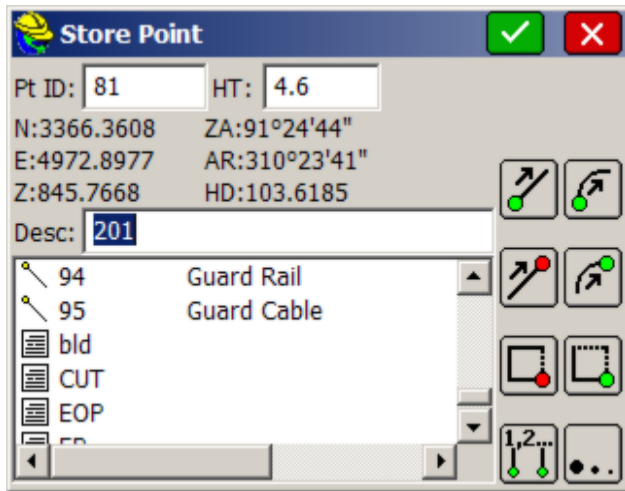 Store Point
Pt ID: 81 HT: 4.6
N:3366.3608 ZA:91°24'44"
E:4972.8977 AR:310°23'41"
Z:845.7668 HD:103.6185
Desc: 201
94 Guard Rail
95 Guard Cable
bld
CUT
EOP
1,2...